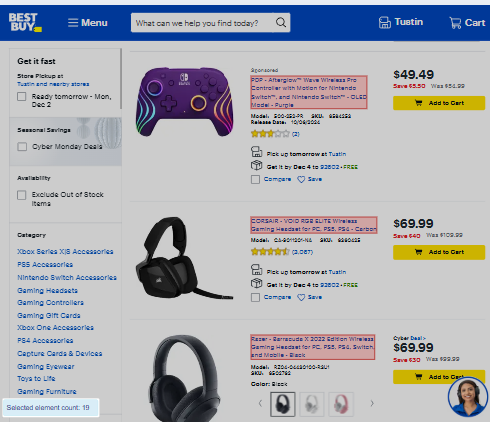 BEST BUY
Menu
What can we help you find today?
Tustin
Cart
Get it fast
Store Pickup at
Tustin and nearby stores
Ready tomorrow - Mon, Dec 2
Seasonal Savings
Cyber Monday Deals
Availability
Exclude Out of Stock Items
Category
Xbox Series X|S Accessories
PS5 Accessories
Nintendo Switch Accessories
Gaming Headsets
Gaming Controllers
Gaming Gift Cards
Xbox One Accessories
PS4 Accessories
Capture Cards & Devices
Gaming Eyewear
Toys to Life
Gaming Furniture
Selected element count: 19
Sponsored
PDP - Afterglow™ Wave Wireless Pro
Controller with Motion for Nintendo
Switch™, and Nintendo Switch™ - OLED
Model - Purple
Model:
SKU:
Release Date:
(2)
Pick up tomorrow at Tustin
Get it by Dec 4 to 92602 • FREE
Compare
Save
$49.49
Save $5.50 Was $54.99
Add to Cart
CORSAIR - VOID RGB ELITE Wireless
Gaming Headset for PC, PS5, PS4 - Carbon
Model:
SKU:
Pick up tomorrow at Tustin
Get it by Dec 4 to 92602 • FREE
Compare
Save
$69.99
Save $40 Was $109.99
Add to Cart
Razer - Barracuda X 2022 Edition Wireless
Gaming Headset for PC, PS5, PS4, Switch,
and Mobile - Black
Model:
SKU:
Color: Black
Cyber Deal
$69.99
Save $30 Was $99.99
Add to Cart